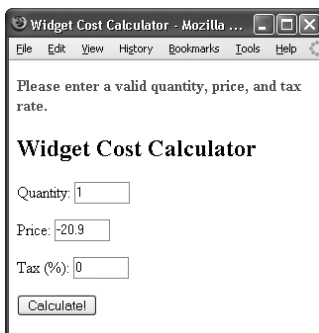 Widget Cost Calculator - Mozilla ...
File Edit View History Bookmarks Tools Help
Please enter a valid quantity, price, and tax
rate.
Widget Cost Calculator
Quantity: 1
Price: -20.9
Tax (%): 0
Calculate!